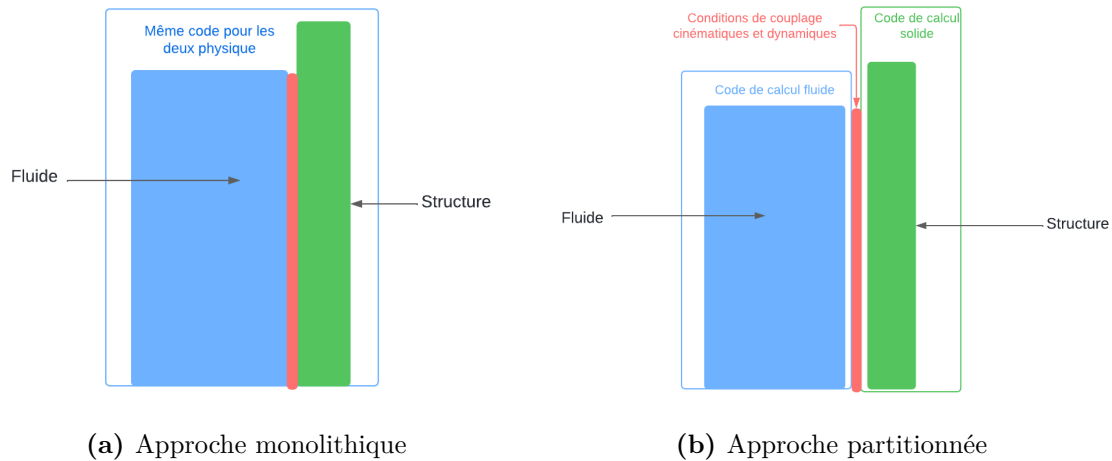 Même code pour les
deux physique
Fluide
Structure
(a) Approche monolithique
Conditions de couplage
cinématiques et dynamiques
Code de calcul
solide
Code de calcul fluide
Fluide
Structure
(b) Approche partitionnée